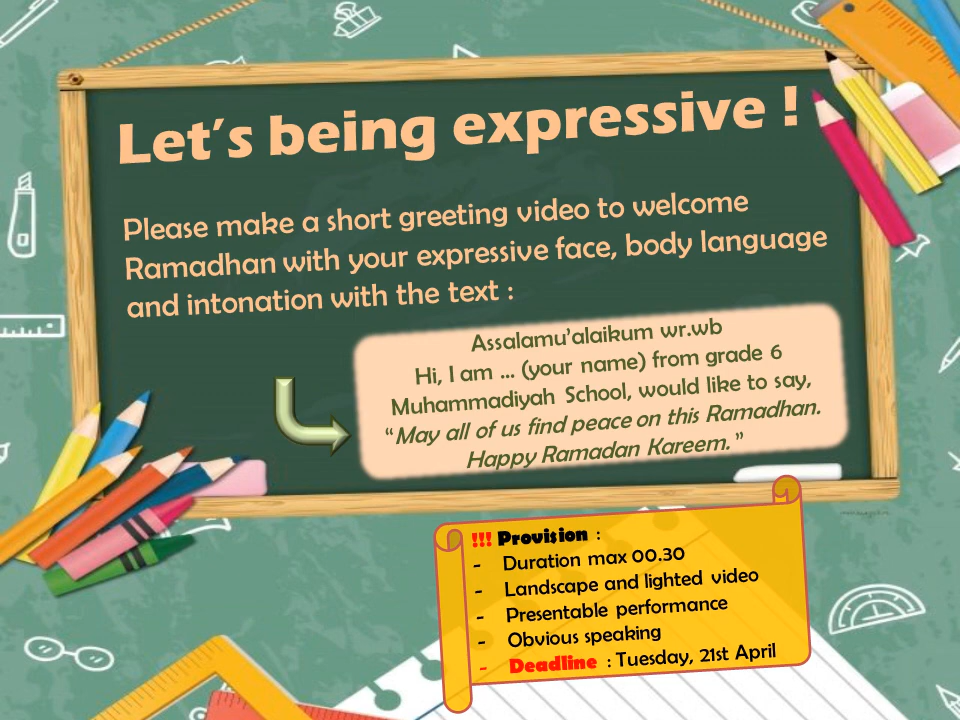 Let's being expressive !
Please make a short greeting video to welcome
Ramadhan with your expressive face, body language
and intonation with the text :
Assalamu'alaikum wr.wb
Hi, I am ... (your name) from grade 6
Muhammadiyah School, would like to say,
“May all of us find peace on this Ramadhan.
Happy Ramadan Kareem. ”
!!! Provision :
- Duration max 00.30
- Landscape and lighted video
- Presentable performance
- Obvious speaking
- Deadline : Tuesday, 21st April